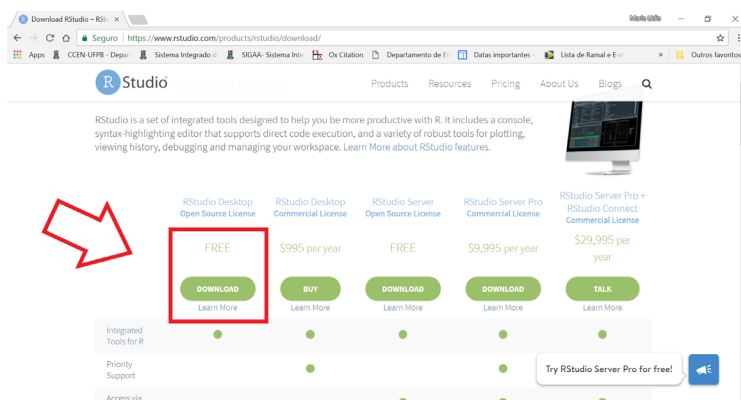 Download RStudio – RStu
Seguro | https://www.rstudio.com/products/rstudio/download/
Apps CCEN-UFPB - Depar Sistema Integrado d SIGAA- Sistema Inte Ox Citation Departamento de Es Datas importantes - Lista de Ramal e E-m » Outros favoritos
R Studio Products Resources Pricing About Us Blogs
RStudio is a set of integrated tools designed to help you be more productive with R. It includes a console,
syntax-highlighting editor that supports direct code execution, and a variety of robust tools for plotting,
viewing history, debugging and managing your workspace. Learn More about RStudio features.
RStudio Desktop
Open Source License
FREE
DOWNLOAD
Learn More
RStudio Desktop
Commercial License
$995 per year
BUY
Learn More
RStudio Server
Open Source License
FREE
DOWNLOAD
Learn More
RStudio Server Pro
Commercial License
$9,995 per year
DOWNLOAD
Learn More
RStudio Server Pro +
RStudio Connect
Commercial License
$29,995 per
year
TALK
Learn More
Integrated
Tools for R
Priority
Support
Access via
Try RStudio Server Pro for free!